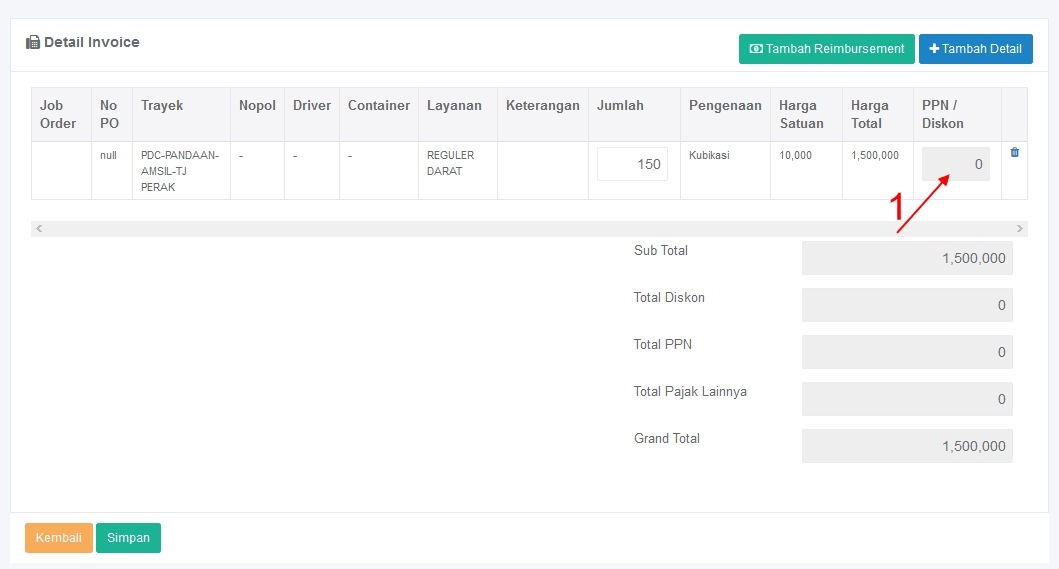 Detail Invoice
Tambah Reimbursement
Tambah Detail
Job Order
No PO
Trayek
Nopol
Driver
Container
Layanan
Keterangan
Jumlah
Pengenaan
Harga Satuan
Harga Total
PPN / Diskon
null
PDC-PANDAAN-
AMSIL-TJ
PERAK
-
-
-
REGULER
DARAT
150
Kubikasi
10,000
1,500,000
0
1
Sub Total
1,500,000
Total Diskon
0
Total PPN
0
Total Pajak Lainnya
0
Grand Total
1,500,000
Kembali
Simpan